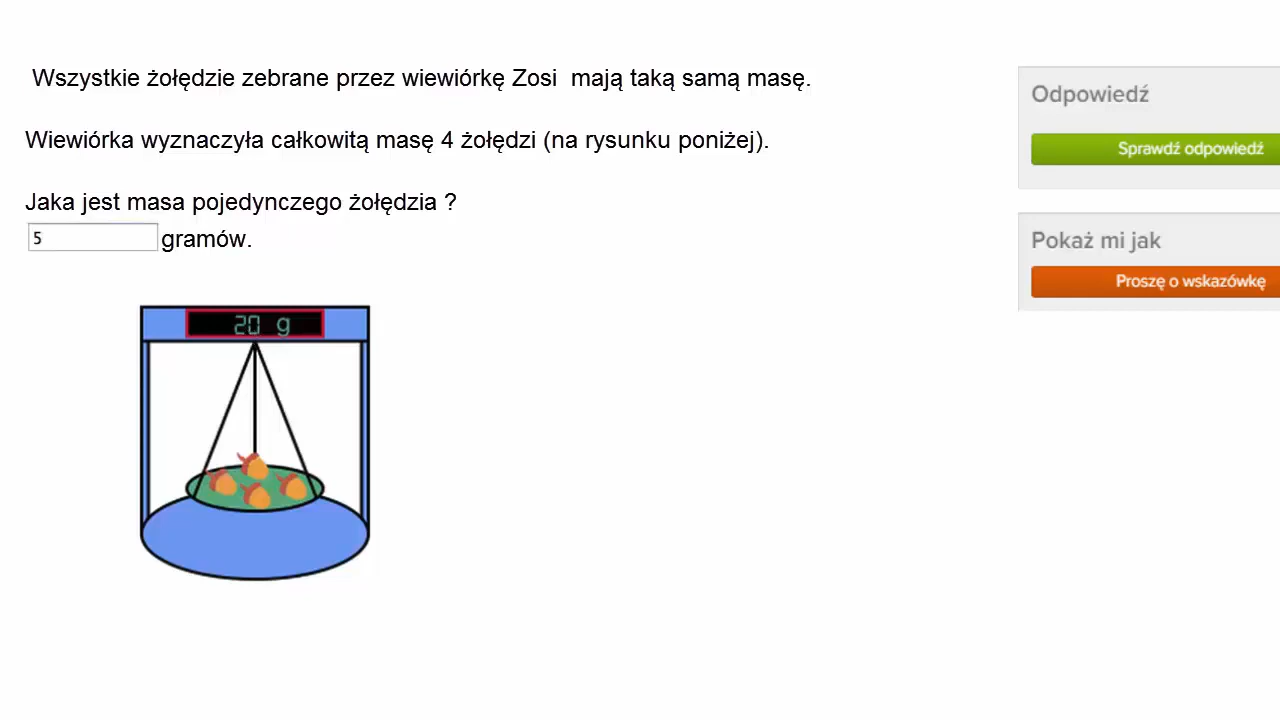 Wszystkie żołędzie zebrane przez wiewiórkę Zosi mają taką samą masę.
Wiewiórka wyznaczyła całkowitą masę 4 żołędzi (na rysunku poniżej).
Jaka jest masa pojedynczego żołędzia ?
5 gramów.
20 g
Odpowiedź
Sprawdź odpowiedź
Pokaż mi jak
Proszę o wskazówkę